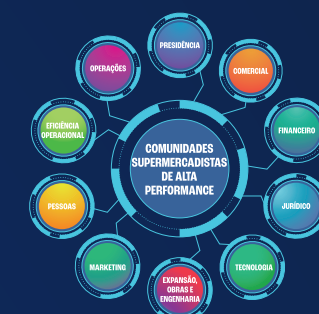 PRESIDÊNCIA
OPERAÇÕES
COMERCIAL
EFICIÊNCIA
OPERACIONAL
FINANCEIRO
COMUNIDADES
SUPERMERCADISTAS
DE ALTA
PERFORMANCE
PESSOAS
JURÍDICO
MARKETING
TECNOLOGIA
EXPANSÃO,
OBRAS E
ENGENHARIA